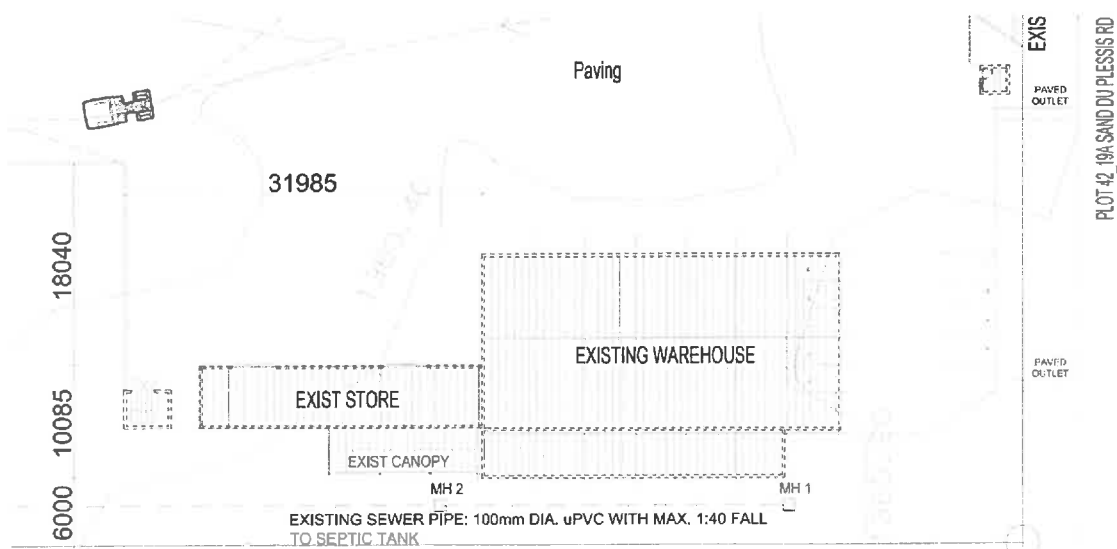 Paving
EXIS
PAVED
OUTLET
PLOT 42_19A SAND DU PLESSIS RD
31985
18040
EXISTING WAREHOUSE
PAVED
OUTLET
EXIST STORE
10085
EXIST CANOPY
MH 2
MH 1
6000
EXISTING SEWER PIPE: 100mm DIA. uPVC WITH MAX. 1:40 FALL
TO SEPTIC TANK